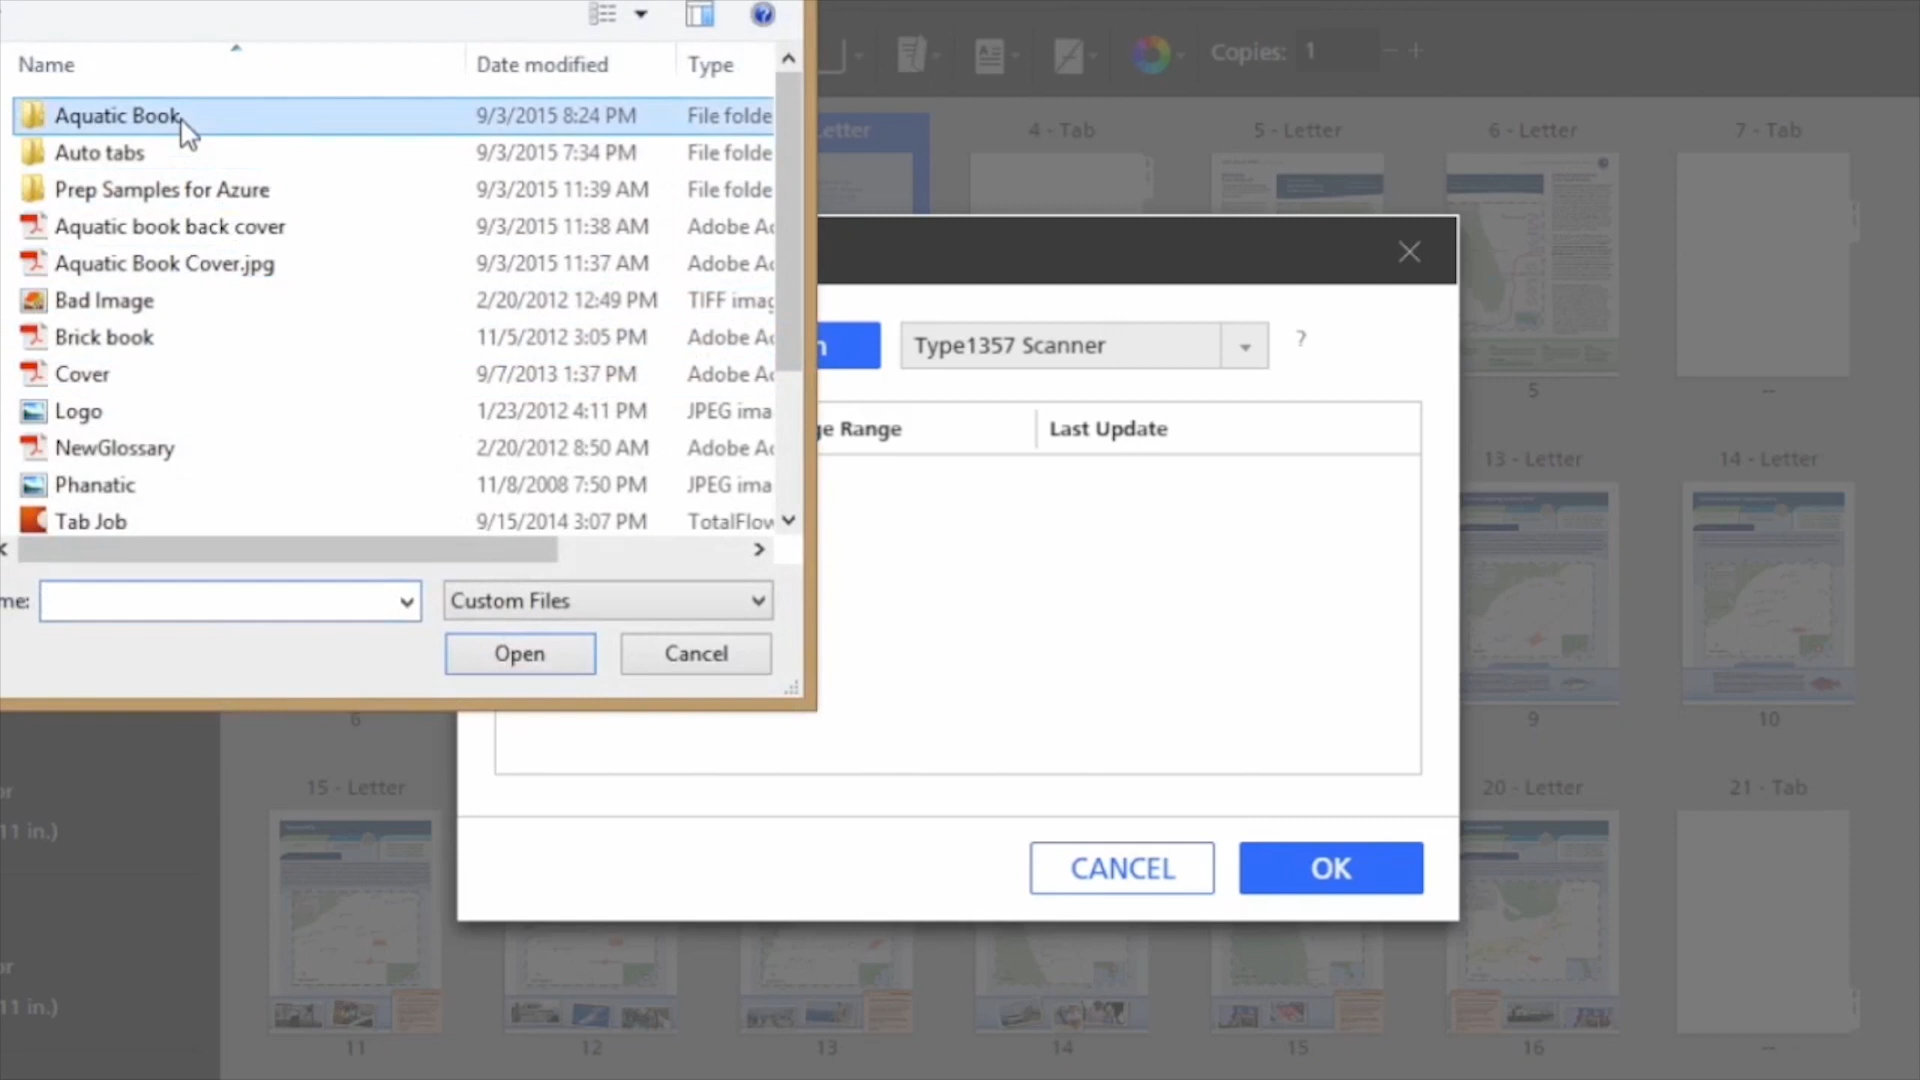 Copies: 1
Name Date modified Type
Aquatic Book 9/3/2015 8:24 PM File folde
Auto tabs 9/3/2015 7:34 PM File folde
Prep Samples for Azure 9/3/2015 11:39 AM File folde
Aquatic book back cover 9/3/2015 11:38 AM Adobe Ac
Aquatic Book Cover.jpg 9/3/2015 11:37 AM Adobe Ac
Bad Image 2/20/2012 12:49 PM TIFF imag
Brick book 11/5/2012 3:05 PM Adobe Ac
Cover 9/7/2013 1:37 PM Adobe Ac
Logo 1/23/2012 4:11 PM JPEG ima
NewGlossary 2/20/2012 8:50 AM Adobe Ac
Phanatic 11/8/2008 7:50 PM JPEG ima
Tab Job 9/15/2014 3:07 PM TotalFlow
me: Custom Files
Open Cancel
Letter 4 - Tab 5 - Letter 6 - Letter 7 - Tab
n Type1357 Scanner ?
ge Range Last Update
5 --
13 - Letter 14 - Letter
6 9 10
15 - Letter 20 - Letter 21 - Tab
or
11 in.)
CANCEL OK
or
11 in.)
11 12 13 14 15 16 --